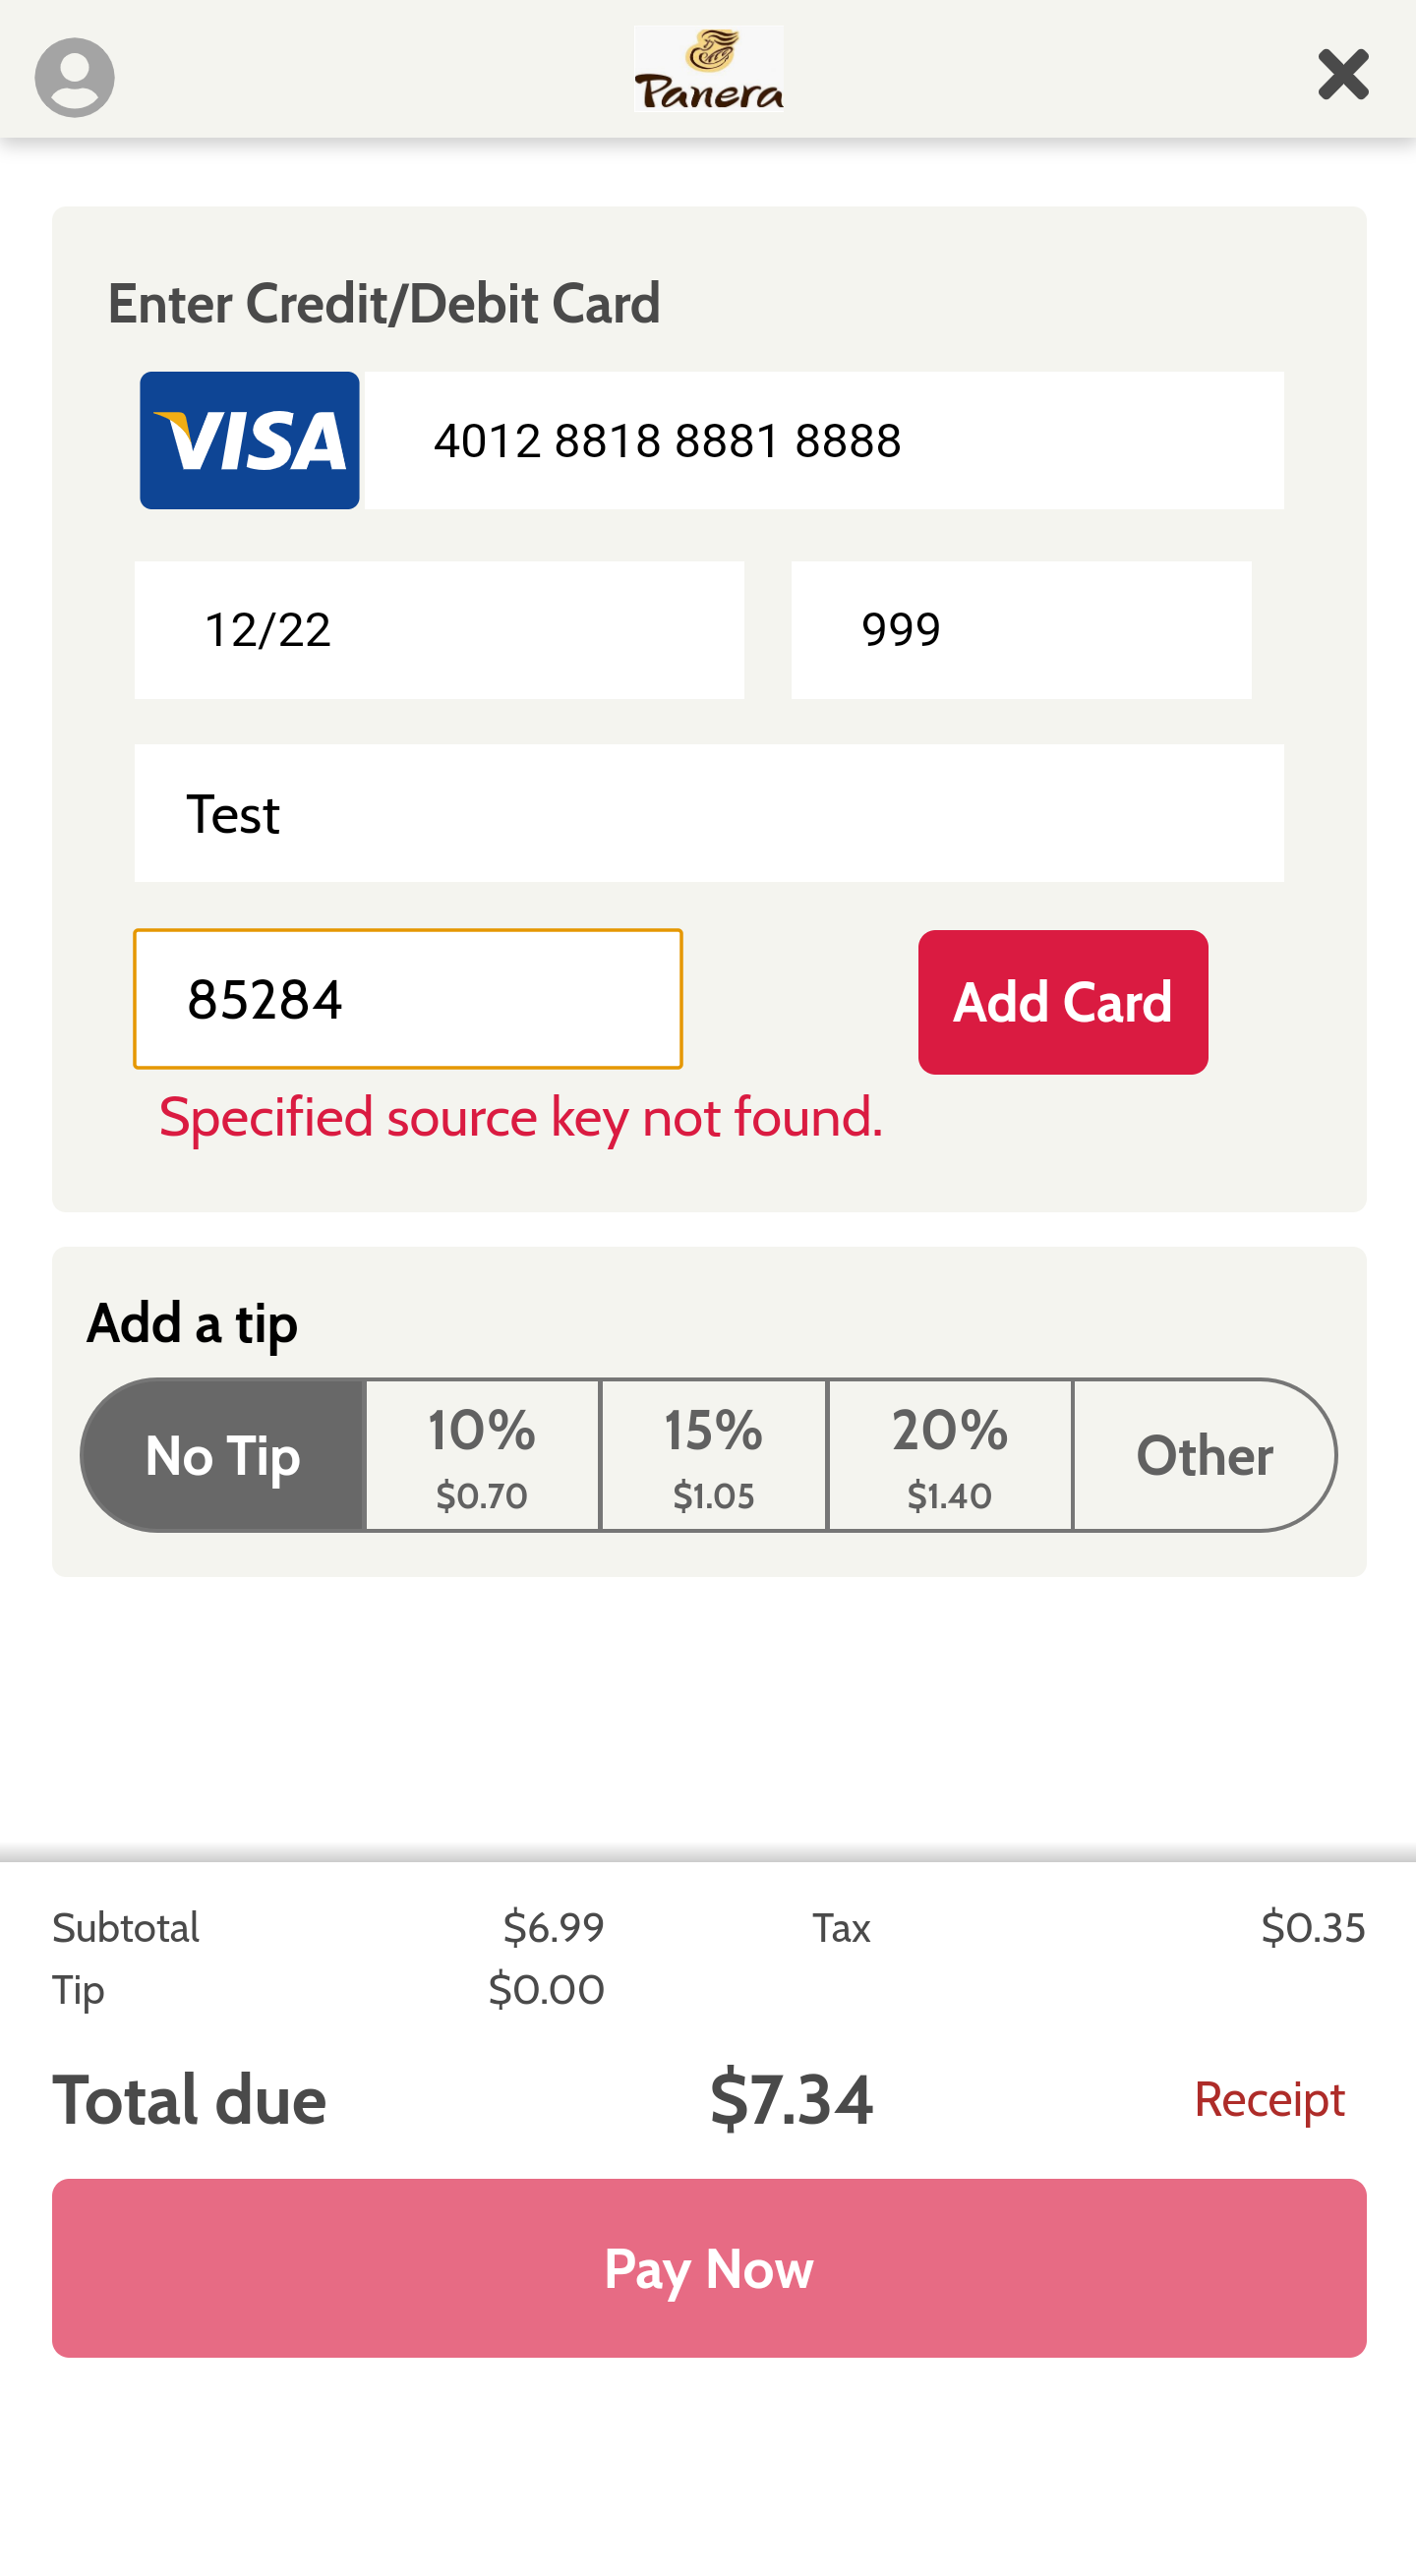 Panera
Enter Credit/Debit Card
VISA 4012 8818 8881 8888
12/22 999
Test
85284 Add Card
Specified source key not found.
Add a tip
No Tip 10% 15% 20% Other
$0.70 $1.05 $1.40
Subtotal $6.99 Tax $0.35
Tip $0.00
Total due $7.34 Receipt
Pay Now